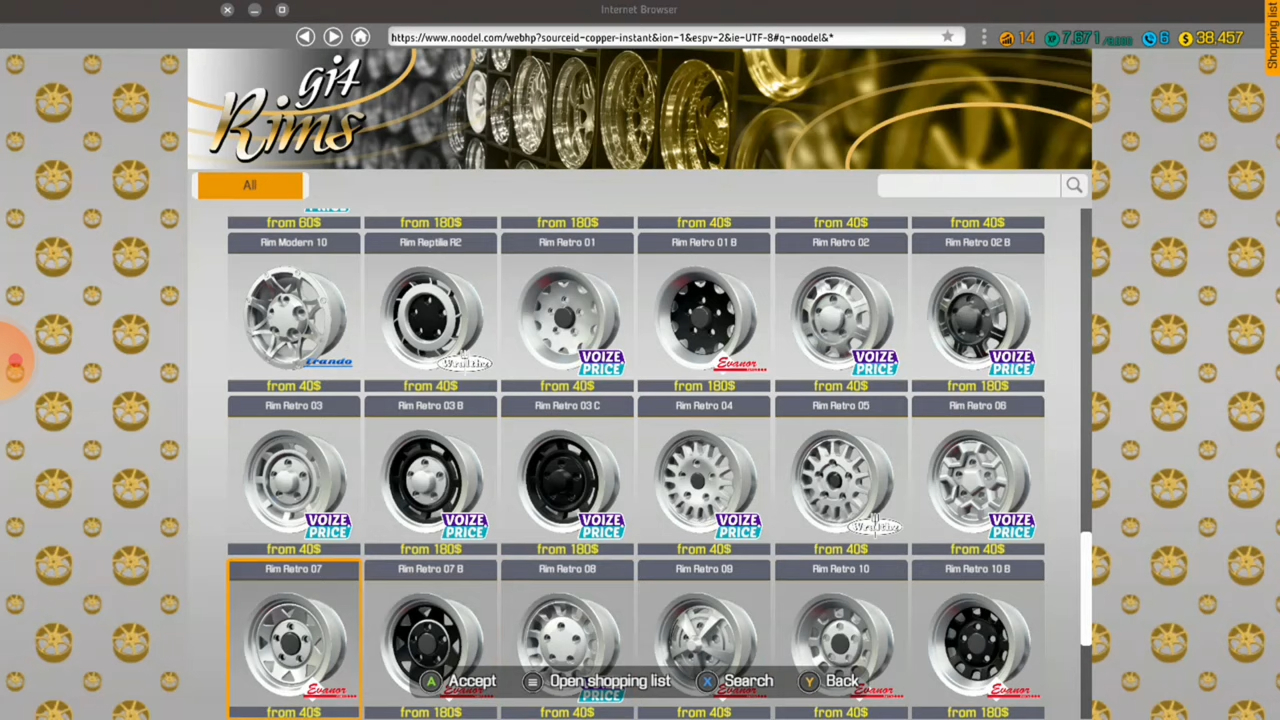 Internet Browser
https://www.noodel.com/webhp?sourceid-copper-instant&ion-1&espv-2&ie-UTF-8#q-noodel&*
14
6
38,457
Shopping list
git
Rims
All
from 60$ from 180$ from 180$ from 40$ from 40$ from 40$
Rim Modern 10 Rim Reptilia R2 Rim Retro 01 Rim Retro 01 B Rim Retro 02 Rim Retro 02 B
VOIZE PRICE Evanor VOIZE PRICE VOIZE PRICE
from 40$ from 40$ from 40$ from 180$ from 40$ from 180$
Rim Retro 03 Rim Retro 03 B Rim Retro 03 C Rim Retro 04 Rim Retro 05 Rim Retro 06
VOIZE PRICE VOIZE PRICE VOIZE PRICE VOIZE PRICE VOIZE PRICE
from 40$ from 180$ from 180$ from 40$ from 40$ from 40$
Rim Retro 07 Rim Retro 07 B Rim Retro 08 Rim Retro 09 Rim Retro 10 Rim Retro 10 B
A Accept Open shopping list X Search Y Back
Evanor Evanor PRICE Evanor Evanor Evanor
from 40$ from 180$ from 40$ from 40$ from 40$ from 180$